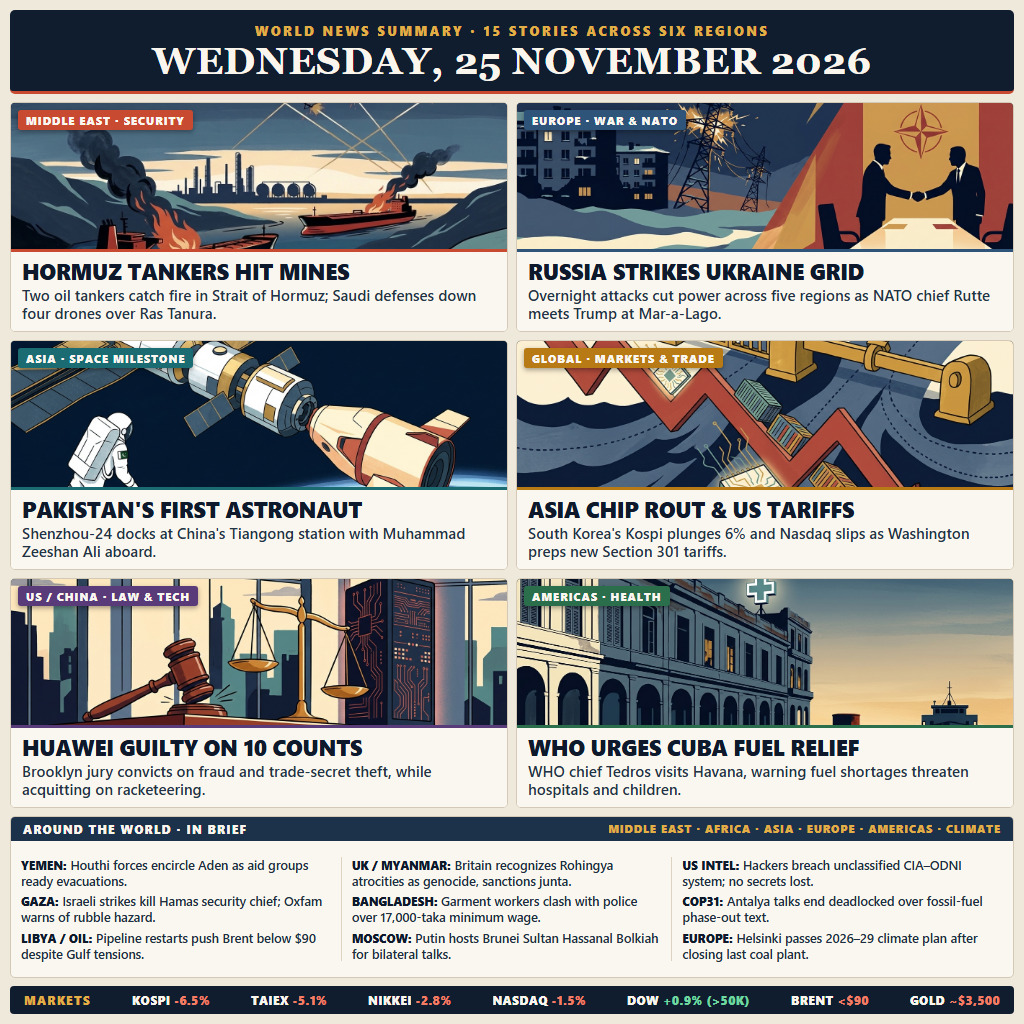 WORLD NEWS SUMMARY · 15 STORIES ACROSS SIX REGIONS
WEDNESDAY, 25 NOVEMBER 2026
MIDDLE EAST · SECURITY
HORMUZ TANKERS HIT MINES
Two oil tankers catch fire in Strait of Hormuz; Saudi defenses down
four drones over Ras Tanura.
EUROPE · WAR & NATO
RUSSIA STRIKES UKRAINE GRID
Overnight attacks cut power across five regions as NATO chief Rutte
meets Trump at Mar-a-Lago.
ASIA · SPACE MILESTONE
PAKISTAN'S FIRST ASTRONAUT
Shenzhou-24 docks at China's Tiangong station with Muhammad
Zeeshan Ali aboard.
GLOBAL · MARKETS & TRADE
ASIA CHIP ROUT & US TARIFFS
South Korea's Kospi plunges 6% and Nasdaq slips as Washington
preps new Section 301 tariffs.
US / CHINA · LAW & TECH
HUAWEI GUILTY ON 10 COUNTS
Brooklyn jury convicts on fraud and trade-secret theft, while
acquitting on racketeering.
AMERICAS · HEALTH
WHO URGES CUBA FUEL RELIEF
WHO chief Tedros visits Havana, warning fuel shortages threaten
hospitals and children.
AROUND THE WORLD · IN BRIEF
MIDDLE EAST · AFRICA · ASIA · EUROPE · AMERICAS · CLIMATE
YEMEN: Houthi forces encircle Aden as aid groups
ready evacuations.
GAZA: Israeli strikes kill Hamas security chief; Oxfam
warns of rubble hazard.
LIBYA / OIL: Pipeline restarts push Brent below $90
despite Gulf tensions.
UK / MYANMAR: Britain recognizes Rohingya
atrocities as genocide, sanctions junta.
BANGLADESH: Garment workers clash with police
over 17,000-taka minimum wage.
MOSCOW: Putin hosts Brunei Sultan Hassanal Bolkiah
for bilateral talks.
US INTEL: Hackers breach unclassified CIA–ODNI
system; no secrets lost.
COP31: Antalya talks end deadlocked over fossil-fuel
phase-out text.
EUROPE: Helsinki passes 2026–29 climate plan after
closing last coal plant.
MARKETS KOSPI -6.5% TAIEX -5.1% NIKKEI -2.8% NASDAQ -1.5% DOW +0.9% (>50K) BRENT <$90 GOLD ~$3,500